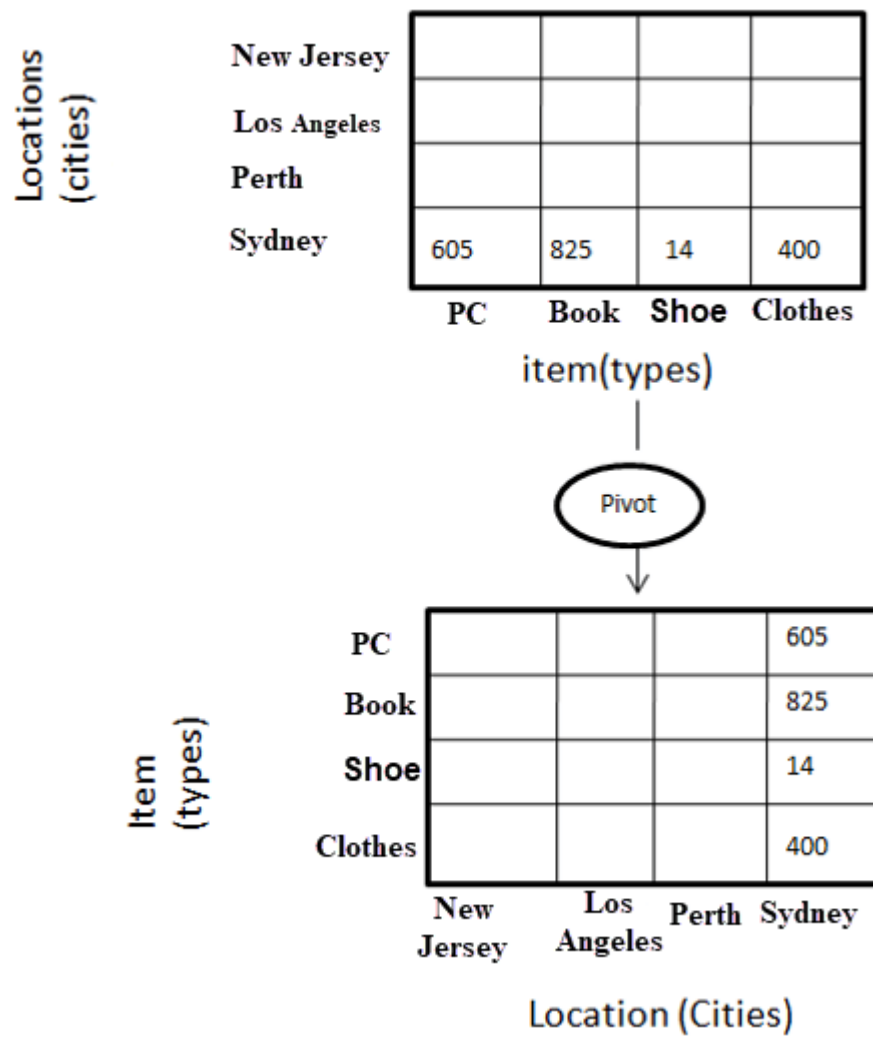 Locations
(cities)
New Jersey
Los Angeles
Perth
Sydney
605 825 14 400
PC Book Shoe Clothes
item(types)
Pivot
Item
(types)
PC 605
Book 825
Shoe 14
Clothes 400
New
Jersey
Los
Angeles
Perth
Sydney
Location (Cities)